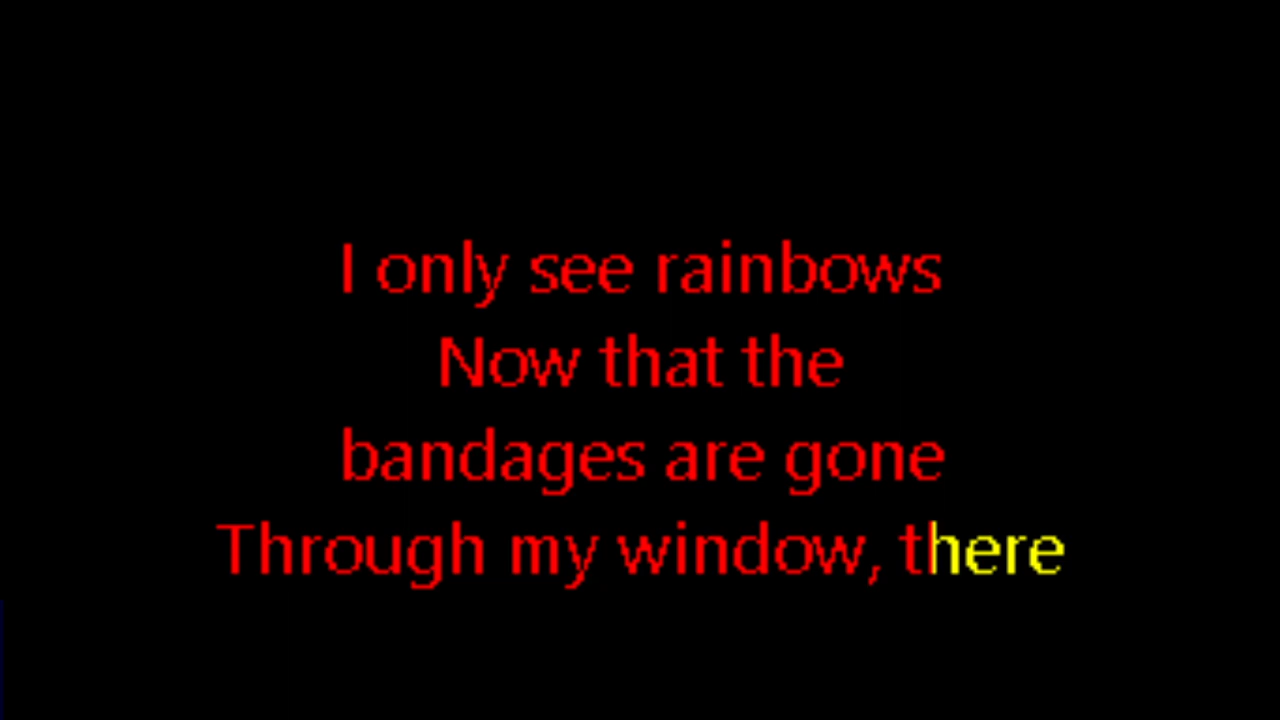 I only see rainbows
Now that the
bandages are gone
Through my window, there